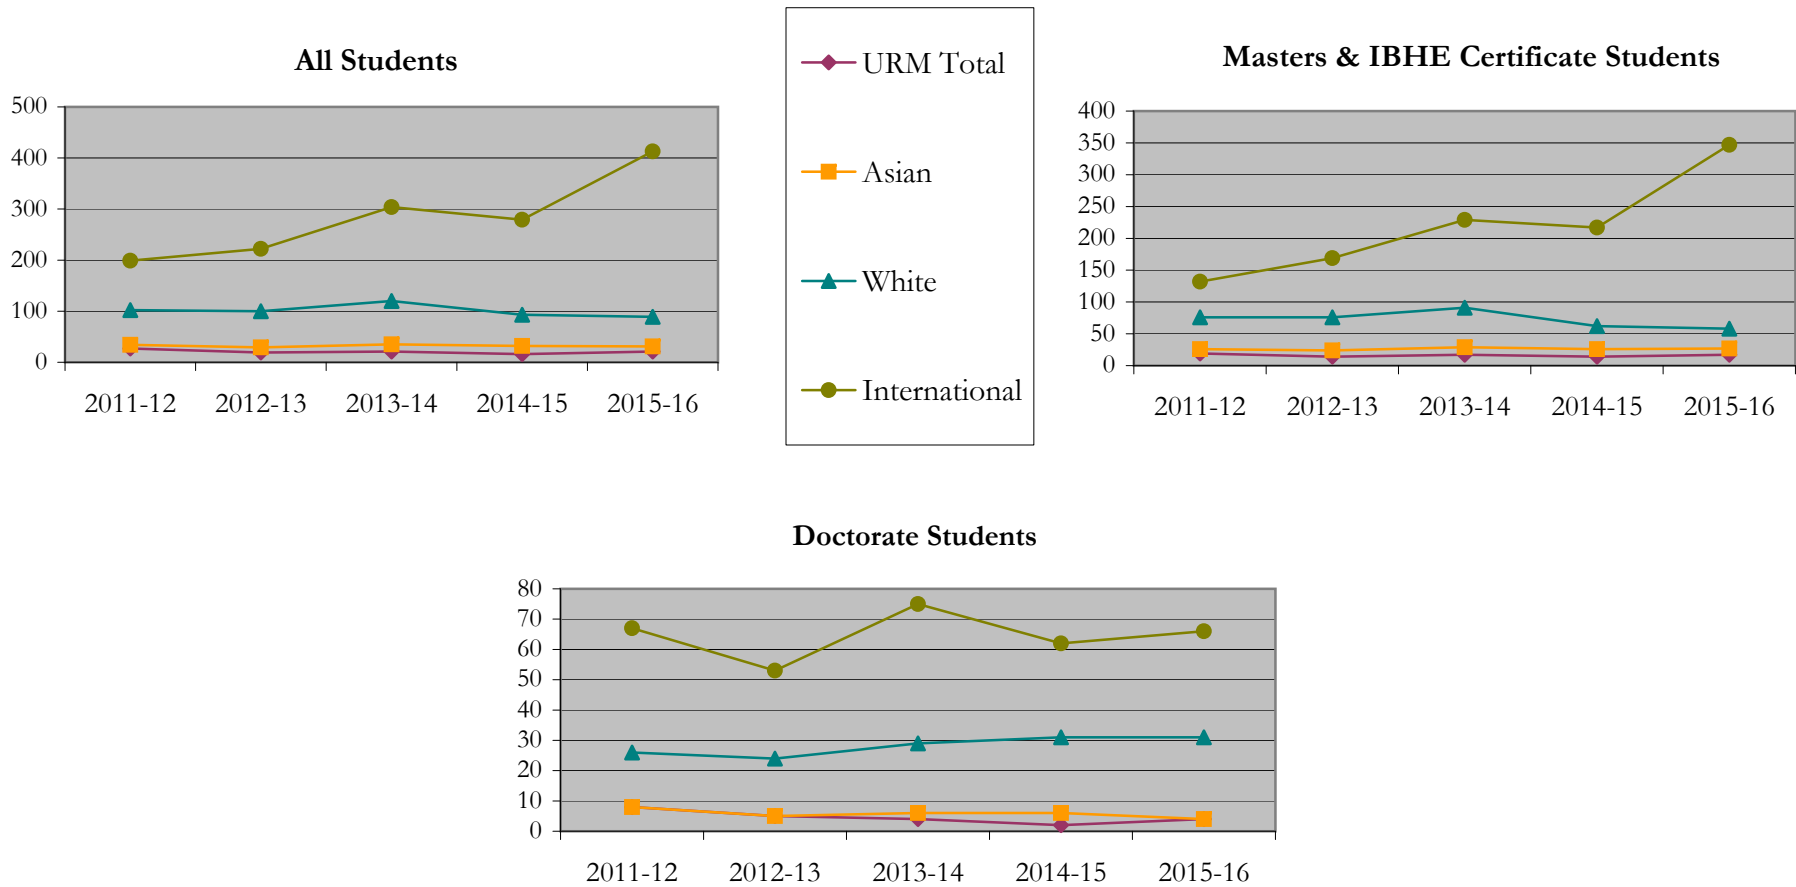 All Students
500
400
300
200
100
0
2011-12 2012-13 2013-14 2014-15 2015-16
URM Total
Asian
White
International
Masters & IBHE Certificate Students
400
350
300
250
200
150
100
50
0
2011-12 2012-13 2013-14 2014-15 2015-16
Doctorate Students
80
70
60
50
40
30
20
10
0
2011-12 2012-13 2013-14 2014-15 2015-16